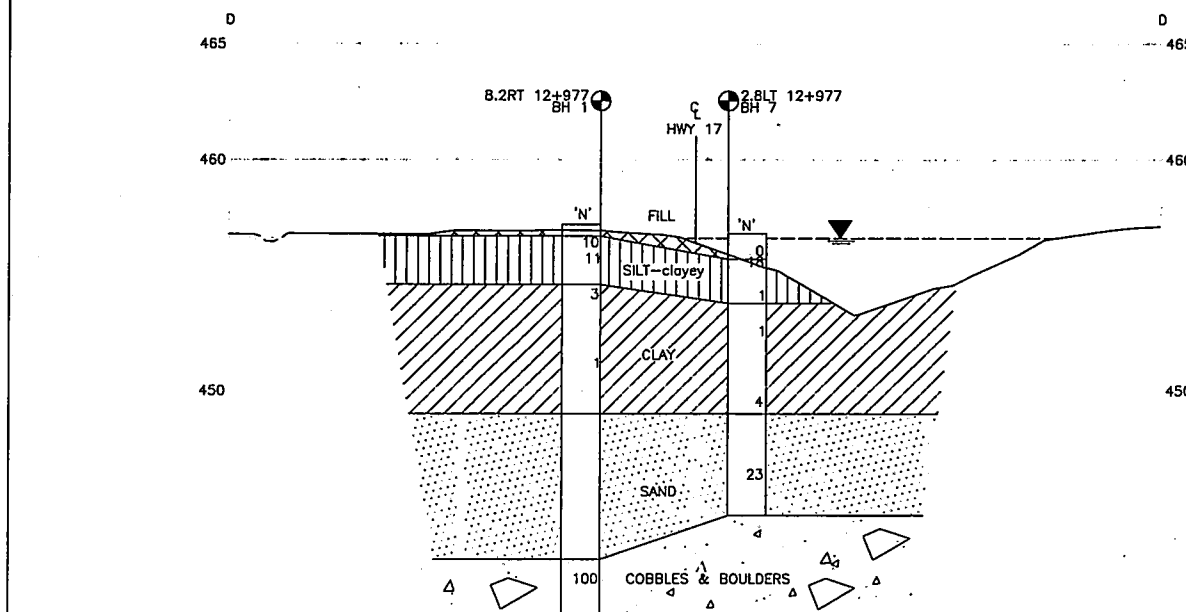 D D
465 465
8.2RT 12+977 2.8LT 12+977
BH 1 BH 7
CL
HWY 17
460 460
'N' FILL 'N'
10 0
11 18
SILT-clayey
3 1
1
1 CLAY
450 4 450
23
SAND
100 COBBLES & BOULDERS